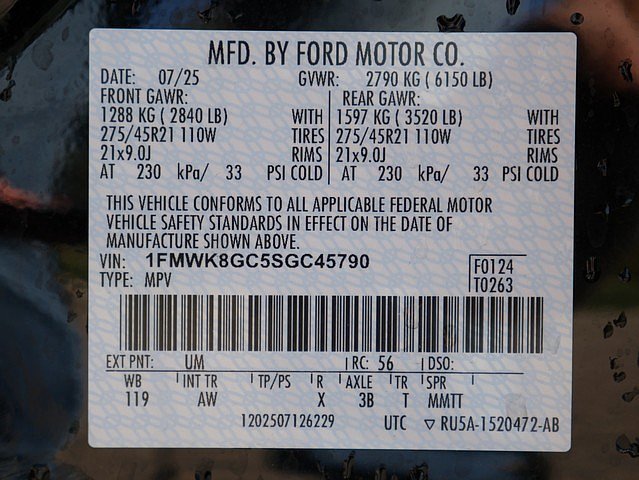 MFD. BY FORD MOTOR CO.
DATE: 07/25 GVWR: 2790 KG ( 6150 LB)
FRONT GAWR: REAR GAWR:
1288 KG ( 2840 LB) WITH 1597 KG ( 3520 LB) WITH
275/45R21 110W TIRES 275/45R21 110W TIRES
21x9.0J RIMS 21x9.0J RIMS
AT 230 kPa/ 33 PSI COLD AT 230 kPa/ 33 PSI COLD
THIS VEHICLE CONFORMS TO ALL APPLICABLE FEDERAL MOTOR
VEHICLE SAFETY STANDARDS IN EFFECT ON THE DATE OF
MANUFACTURE SHOWN ABOVE.
VIN: 1FMWK8GC5SGC45790 F0124
TYPE: MPV T0263
EXT PNT: UM RC: 56 DSO:
WB INT TR TP/PS R AXLE TR SPR
119 AW X 3B T MMTT
1202507126229 UTC ▽ RU5A-1520472-AB